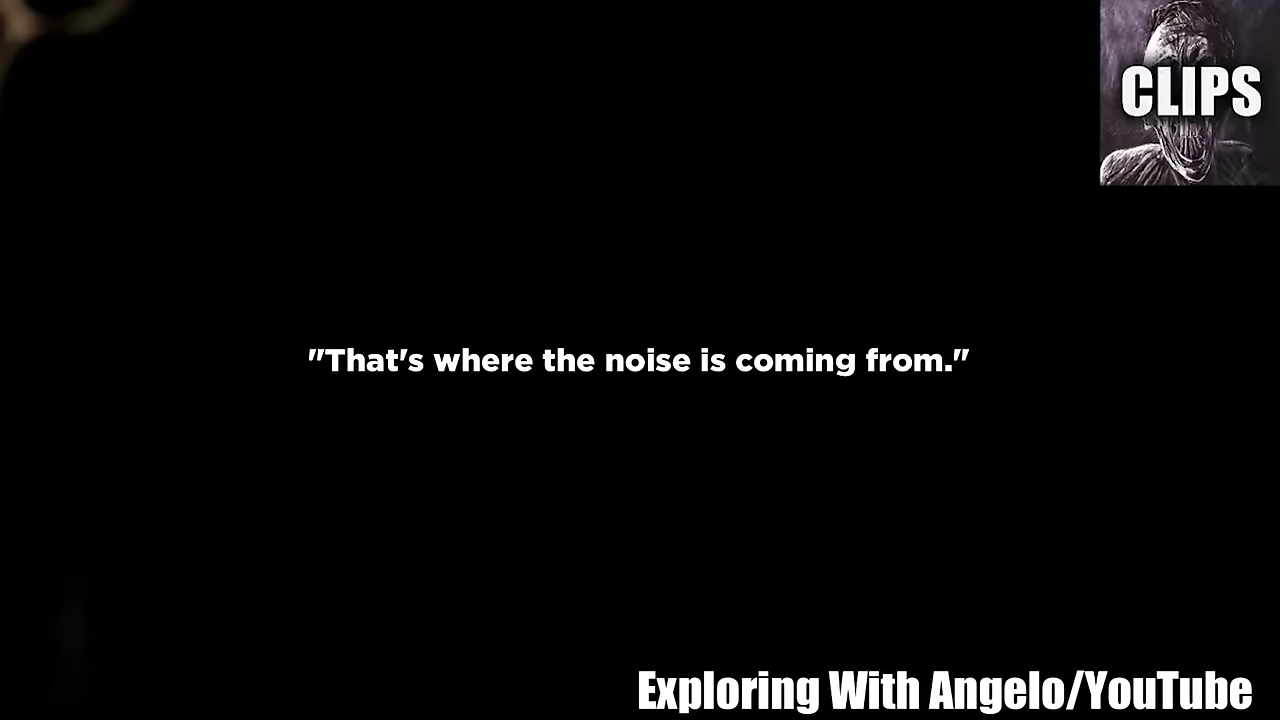 CLIPS
"That's where the noise is coming from."
Exploring With Angelo/YouTube